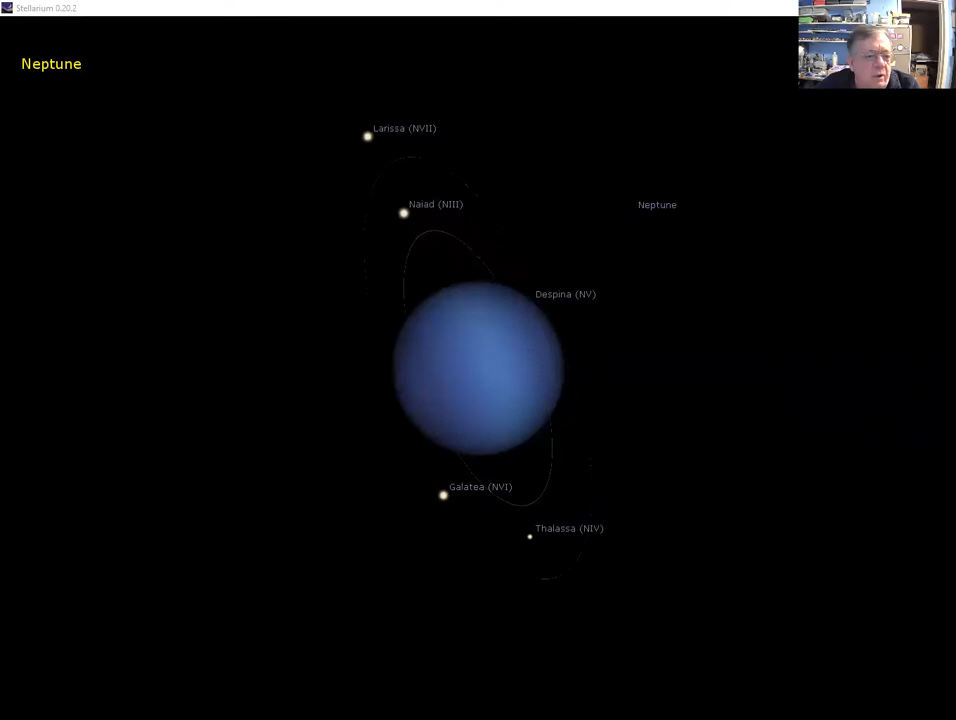 Stellarium 0.20.2
Neptune
Larissa (NVII)
Naiad (NIII)
Neptune
Despina (NV)
Galatea (NVI)
Thalassa (NIV)